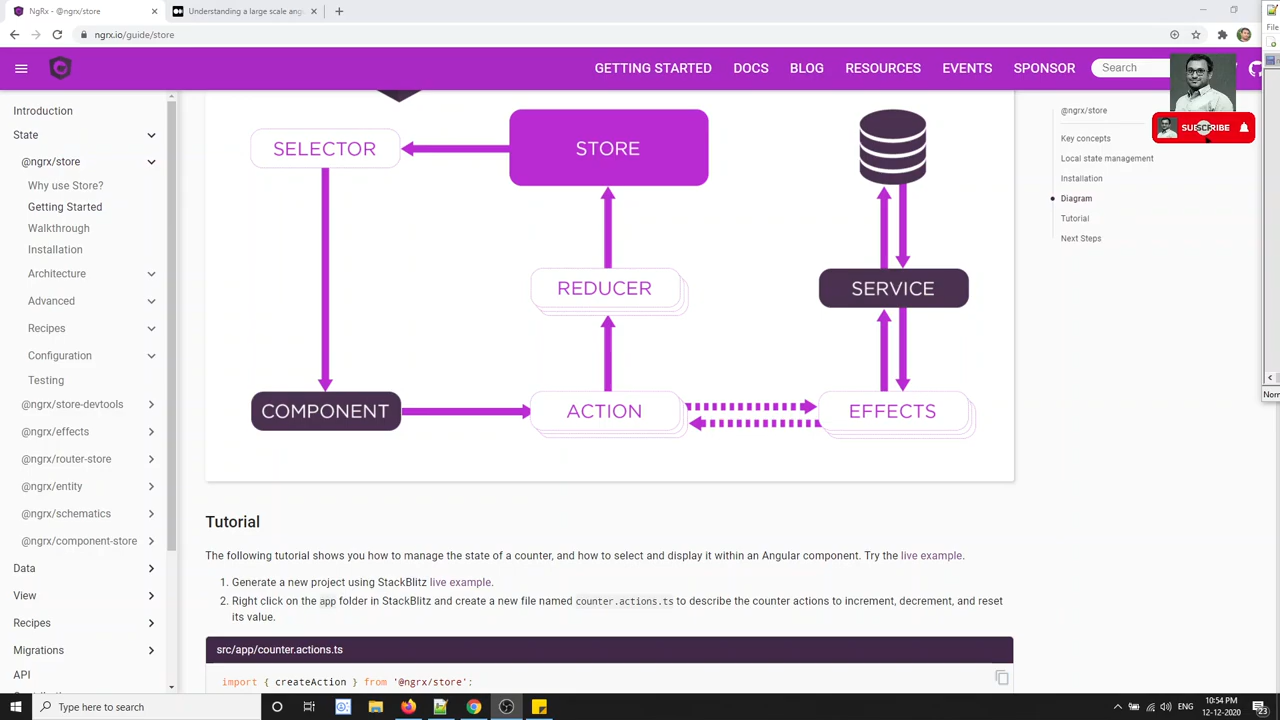 NgRx - @ngrx/store
Understanding a large scale ang
ngrx.io/guide/store
File
GETTING STARTED
DOCS
BLOG
RESOURCES
EVENTS
SPONSOR
Search
SUBSCRIBE
Introduction
State
@ngrx/store
Why use Store?
Getting Started
Walkthrough
Installation
Architecture
Advanced
Recipes
Configuration
Testing
@ngrx/store-devtools
@ngrx/effects
@ngrx/router-store
@ngrx/entity
@ngrx/schematics
@ngrx/component-store
Data
View
Recipes
Migrations
API
SELECTOR
STORE
REDUCER
SERVICE
COMPONENT
ACTION
EFFECTS
Tutorial
The following tutorial shows you how to manage the state of a counter, and how to select and display it within an Angular component. Try the live example.
1. Generate a new project using StackBlitz live example.
2. Right click on the app folder in StackBlitz and create a new file named counter.actions.ts to describe the counter actions to increment, decrement, and reset
its value.
src/app/counter.actions.ts
import { createAction } from '@ngrx/store';
@ngrx/store
Key concepts
Local state management
Installation
Diagram
Tutorial
Next Steps
Norr
Type here to search
ENG
10:54 PM
12-12-2020
23